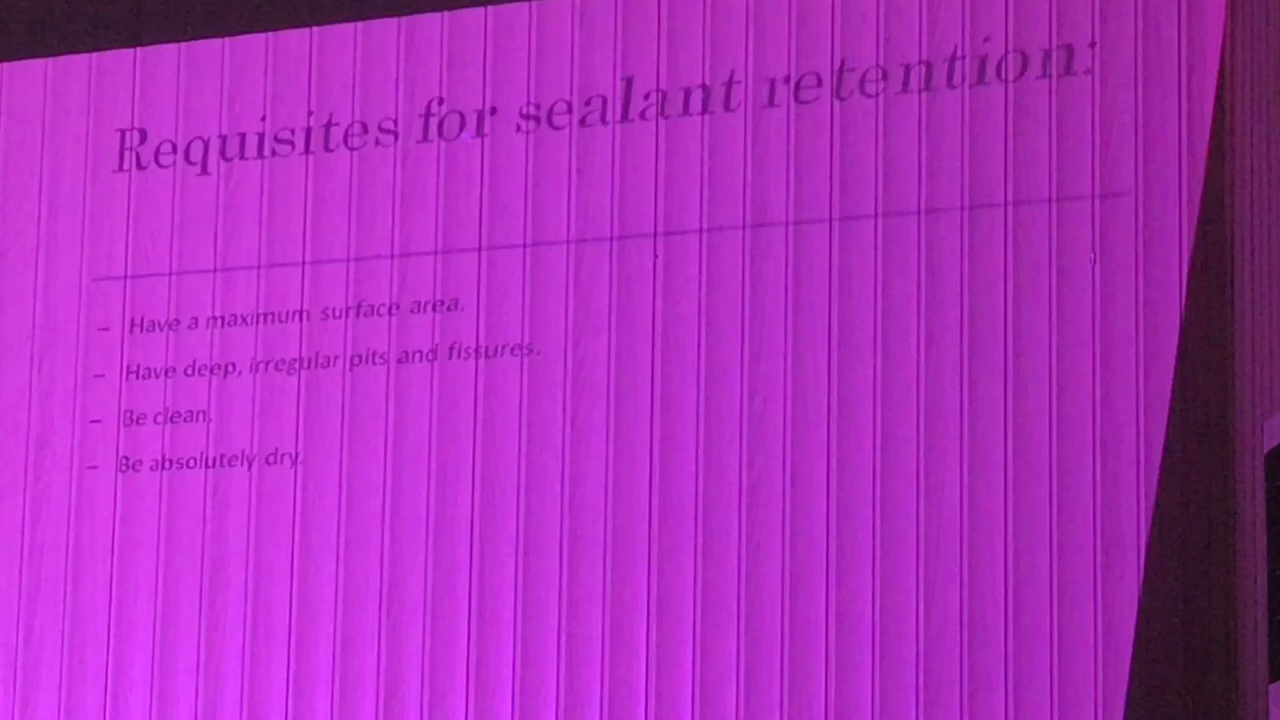 Requisites for sealant retention:
– Have a maximum surface area.
– Have deep, irregular pits and fissures.
– Be clean.
– Be absolutely dry.